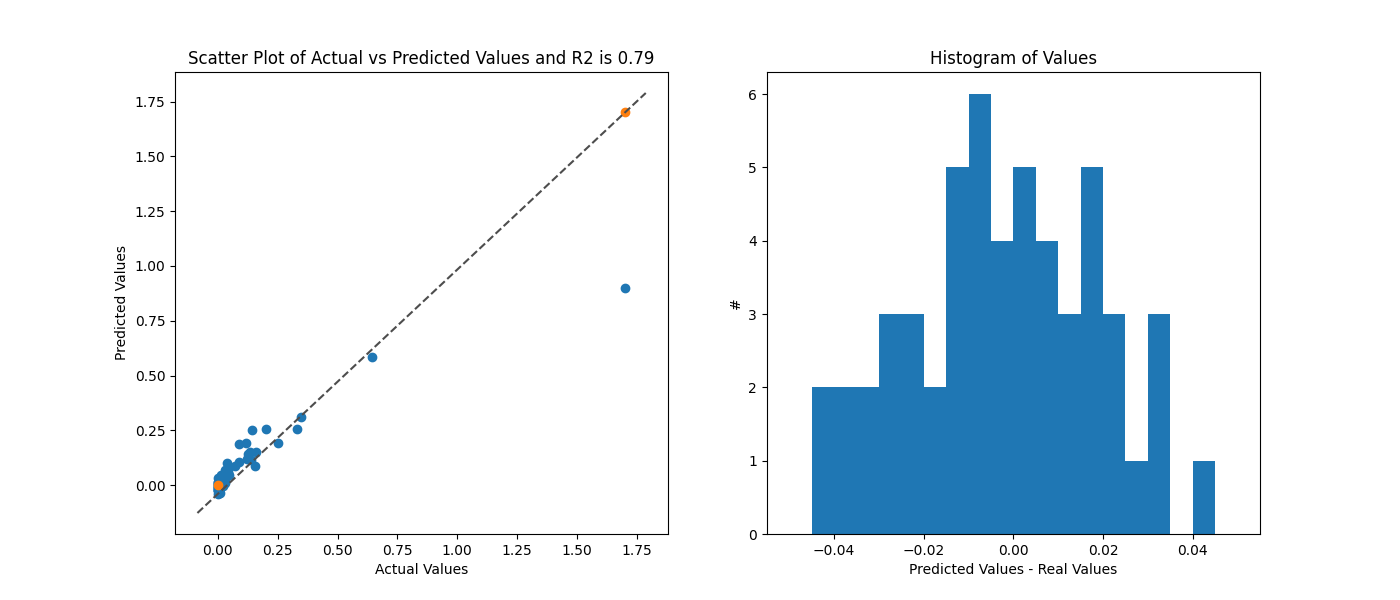 Scatter Plot of Actual vs Predicted Values and R2 is 0.79
1.75
1.50
1.25
1.00
0.75
0.50
0.25
0.00
Predicted Values
0.00 0.25 0.50 0.75 1.00 1.25 1.50 1.75
Actual Values
Histogram of Values
6
5
4
3
2
1
0
#
−0.04 −0.02 0.00 0.02 0.04
Predicted Values - Real Values